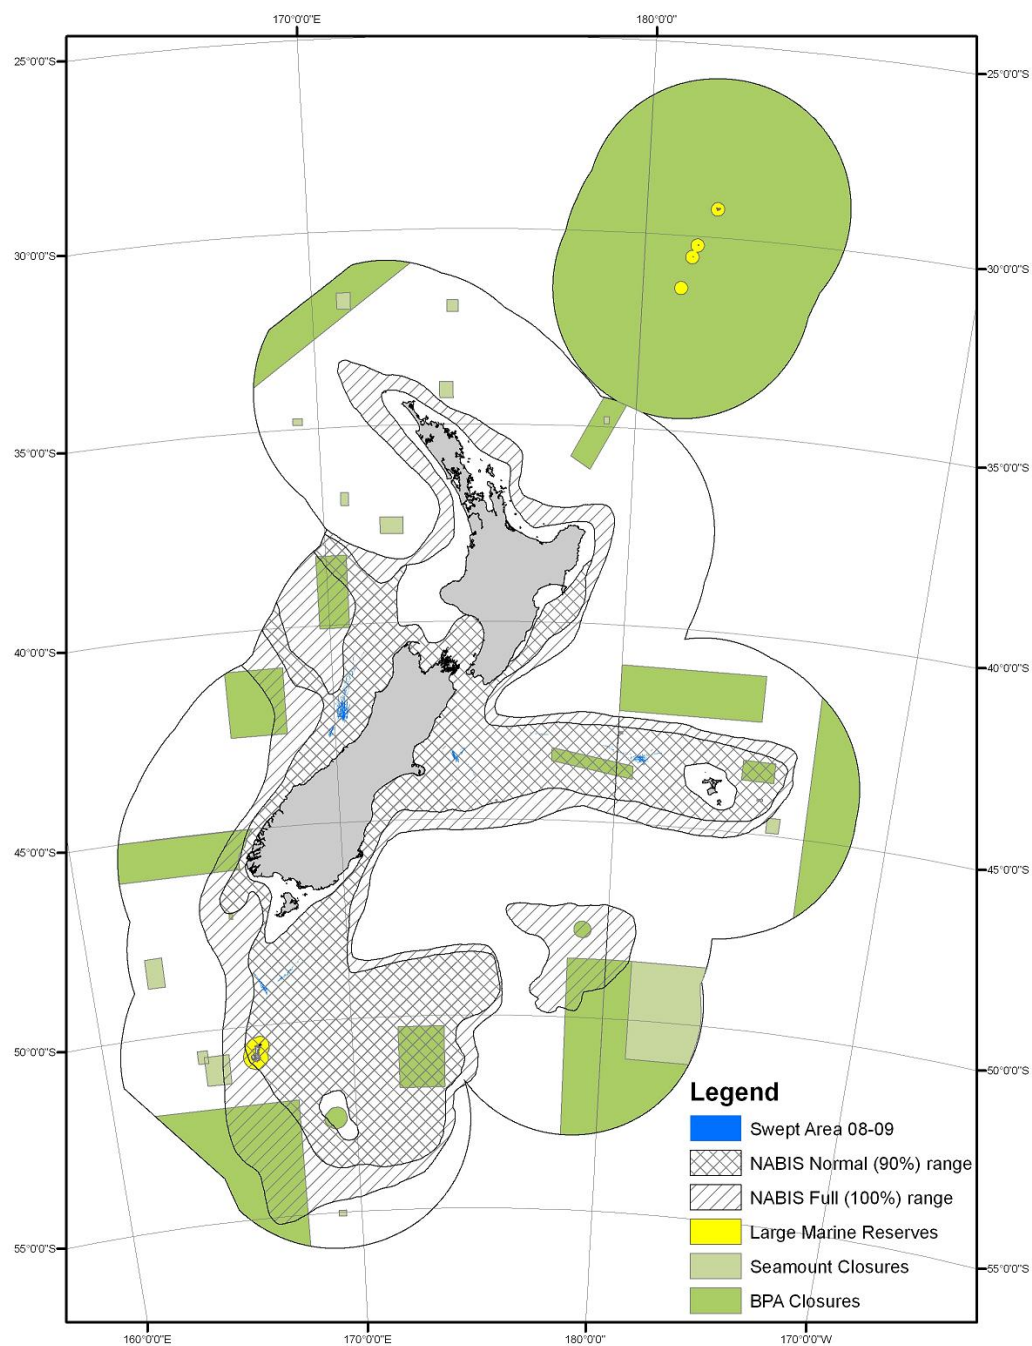 170°0'0"E
180°0'0"
25°0'0"S
25°0'0"S
30°0'0"S
30°0'0"S
35°0'0"S
35°0'0"S
40°0'0"S
40°0'0"S
45°0'0"S
45°0'0"S
50°0'0"S
50°0'0"S
55°0'0"S
55°0'0"S
Legend
Swept Area 08-09
NABIS Normal (90%) range
NABIS Full (100%) range
Large Marine Reserves
Seamount Closures
BPA Closures
160°0'0"E
170°0'0"E
180°0'0"
170°0'0"W